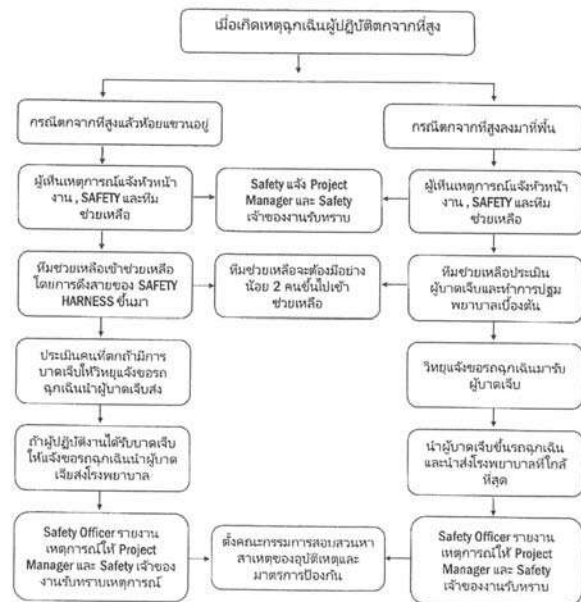 เมื่อเกิดเหตุฉุกเฉินผู้ปฏิบัติตกจากที่สูง
กรณีตกจากที่สูงแล้วห้อยแขวนอยู่
กรณีตกจากที่สูงลงมาที่พื้น
ผู้เห็นเหตุการณ์แจ้งหัวหน้า
งาน , SAFETY และทีม
ช่วยเหลือ
Safety แจ้ง Project
Manager และ Safety
เจ้าของงานรับทราบ
ผู้เห็นเหตุการณ์แจ้งหัวหน้า
งาน , SAFETY และทีม
ช่วยเหลือ
ทีมช่วยเหลือเข้าช่วยเหลือ
โดยการดึงสายของ SAFETY
HARNESS ขึ้นมา
ทีมช่วยเหลือจะต้องมีอย่าง
น้อย 2 คนขึ้นไปเข้า
ช่วยเหลือ
ทีมช่วยเหลือประเมิน
ผู้บาดเจ็บและทำการปฐม
พยาบาลเบื้องต้น
ประเมินคนที่ตกถ้ามีการ
บาดเจ็บให้วิทยุแจ้งขอรถ
ฉุกเฉินนำผู้บาดเจ็บส่ง
วิทยุแจ้งขอรถฉุกเฉินมารับ
ผู้บาดเจ็บ
ถ้าผู้ปฏิบัติงานได้รับบาดเจ็บ
ให้แจ้งขอรถฉุกเฉินนำผู้บาด
เจียส่งโรงพยาบาล
นำผู้บาดเจ็บขึ้นรถฉุกเฉิน
และนำส่งโรงพยาบาลที่ใกล้
ที่สุด
Safety Officer รายงาน
เหตุการณ์ให้ Project
Manager และ Safety เจ้าของ
งานรับทราบเหตุการณ์
ตั้งคณะกรรมการสอบสวนหา
สาเหตุของอุบัติเหตุและ
มาตรการป้องกัน
Safety Officer รายงาน
เหตุการณ์ให้ Project
Manager และ Safety
เจ้าของงานรับทราบ